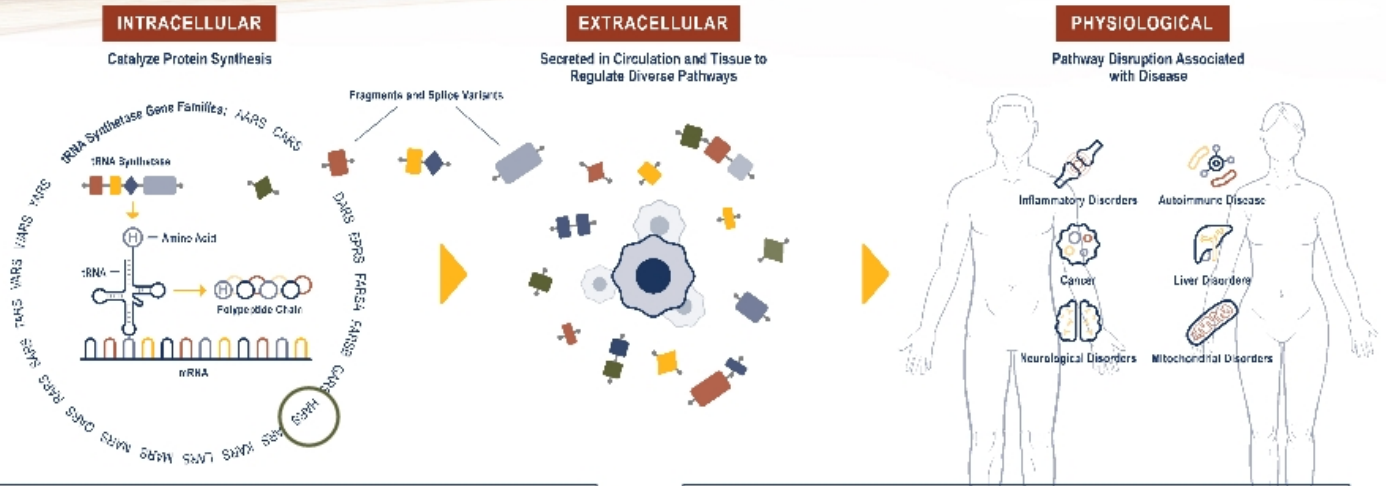 INTRACELLULAR
Catalyze Protein Synthesis
tRNA Synthetase Gene Families:
AARS CARS
DARS EPRS FARSA FARSB GARS
HARS
KARS LARS MARS NARS QARS RARS SARS TARS VARS WARS YARS
tRNA Synthetase
Amino Acid
H
tRNA
H
Polypeptide Chain
mRNA
Fragments and Splice Variants
EXTRACELLULAR
Secreted in Circulation and Tissue to
Regulate Diverse Pathways
PHYSIOLOGICAL
Pathway Disruption Associated
with Disease
Inflammatory Disorders
Autoimmune Disease
Cancer
Liver Disorders
Neurological Disorders
Mitochondrial Disorders